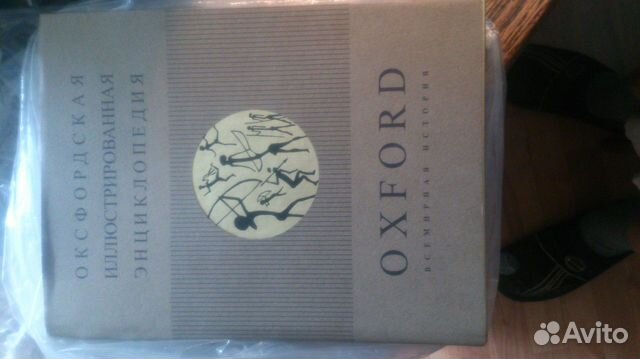 ОКСФОРДСКАЯ
ИЛЛЮСТРИРОВАННАЯ
ЭНЦИКЛОПЕДИЯ
OXFORD
ВСЕМИРНАЯ ИСТОРИЯ
Avito